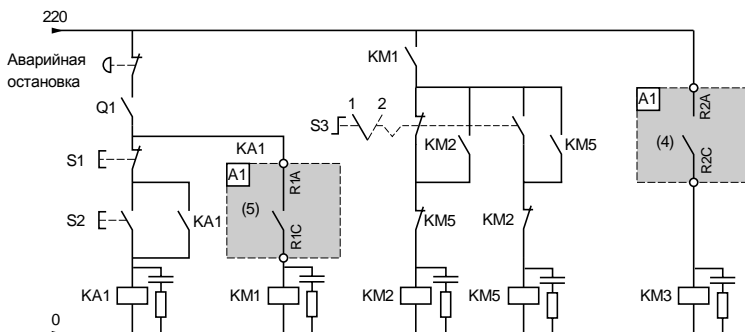 220
Аварийная
остановка
KM1
Q1
1 2
S3
A1
R2A
(4)
R2C
S1
KA1
A1
R1A
KM2
KM5
S2
KA1
(5)
R1C
KM5
KM2
KA1
KM1
KM2
KM5
KM3
0